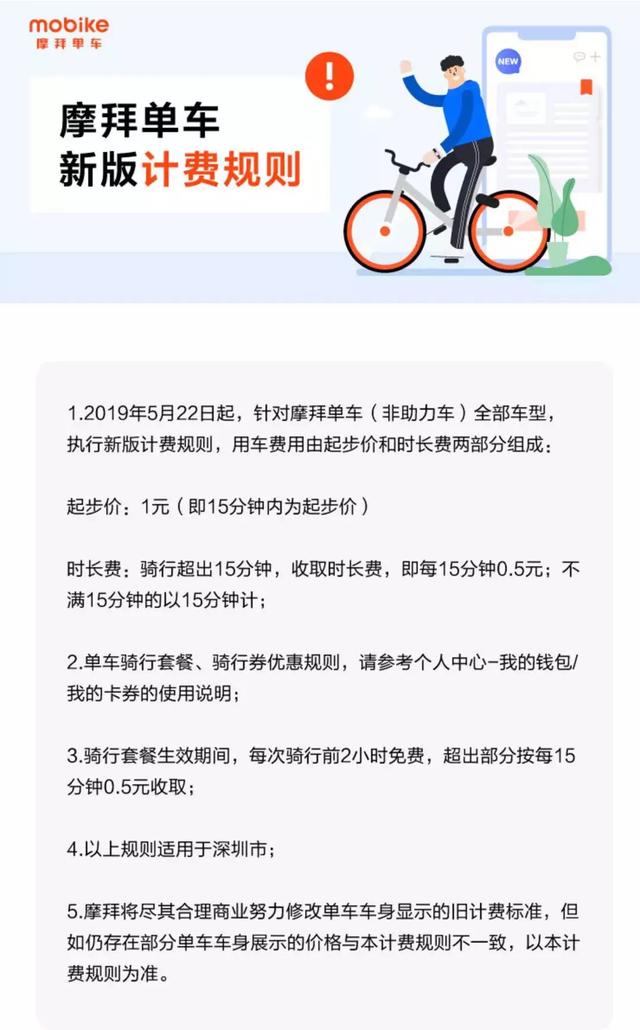 mobike
摩拜单车
!
NEW
摩拜单车
新版计费规则
1.2019年5月22日起，针对摩拜单车（非助力车）全部车型，
执行新版计费规则，用车费用由起步价和时长费两部分组成：
起步价：1元（即15分钟内为起步价）
时长费：骑行超出15分钟，收取时长费，即每15分钟0.5元；不
满15分钟的以15分钟计；
2.单车骑行套餐、骑行券优惠规则，请参考个人中心-我的钱包/
我的卡券的使用说明；
3.骑行套餐生效期间，每次骑行前2小时免费，超出部分按每15
分钟0.5元收取；
4.以上规则适用于深圳市；
5.摩拜将尽其合理商业努力修改单车车身显示的旧计费标准，但
如仍存在部分单车车身展示的价格与本计费规则不一致，以本计
费规则为准。